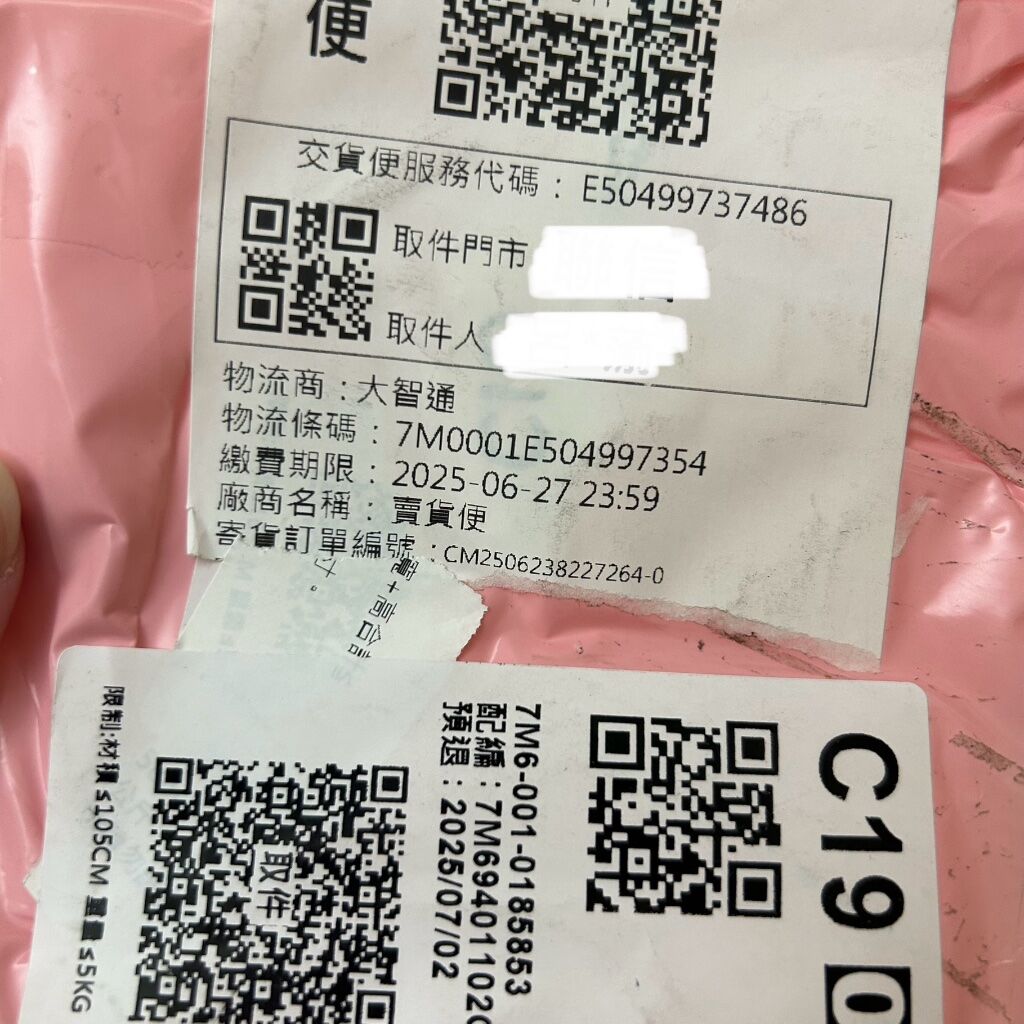 便
交貨便服務代碼：E50499737486
取件門市
取件人
物流商：大智通
物流條碼：7M0001E504997354
繳費期限：2025-06-27 23:59
廠商名稱：賣貨便
寄貨訂單編號：CM2506238227264-0
限制:材積≤105CM 重量≤5KG
取件
7M6-001-0185853
配編：7M694011020
預退：2025/07/02
C19 0